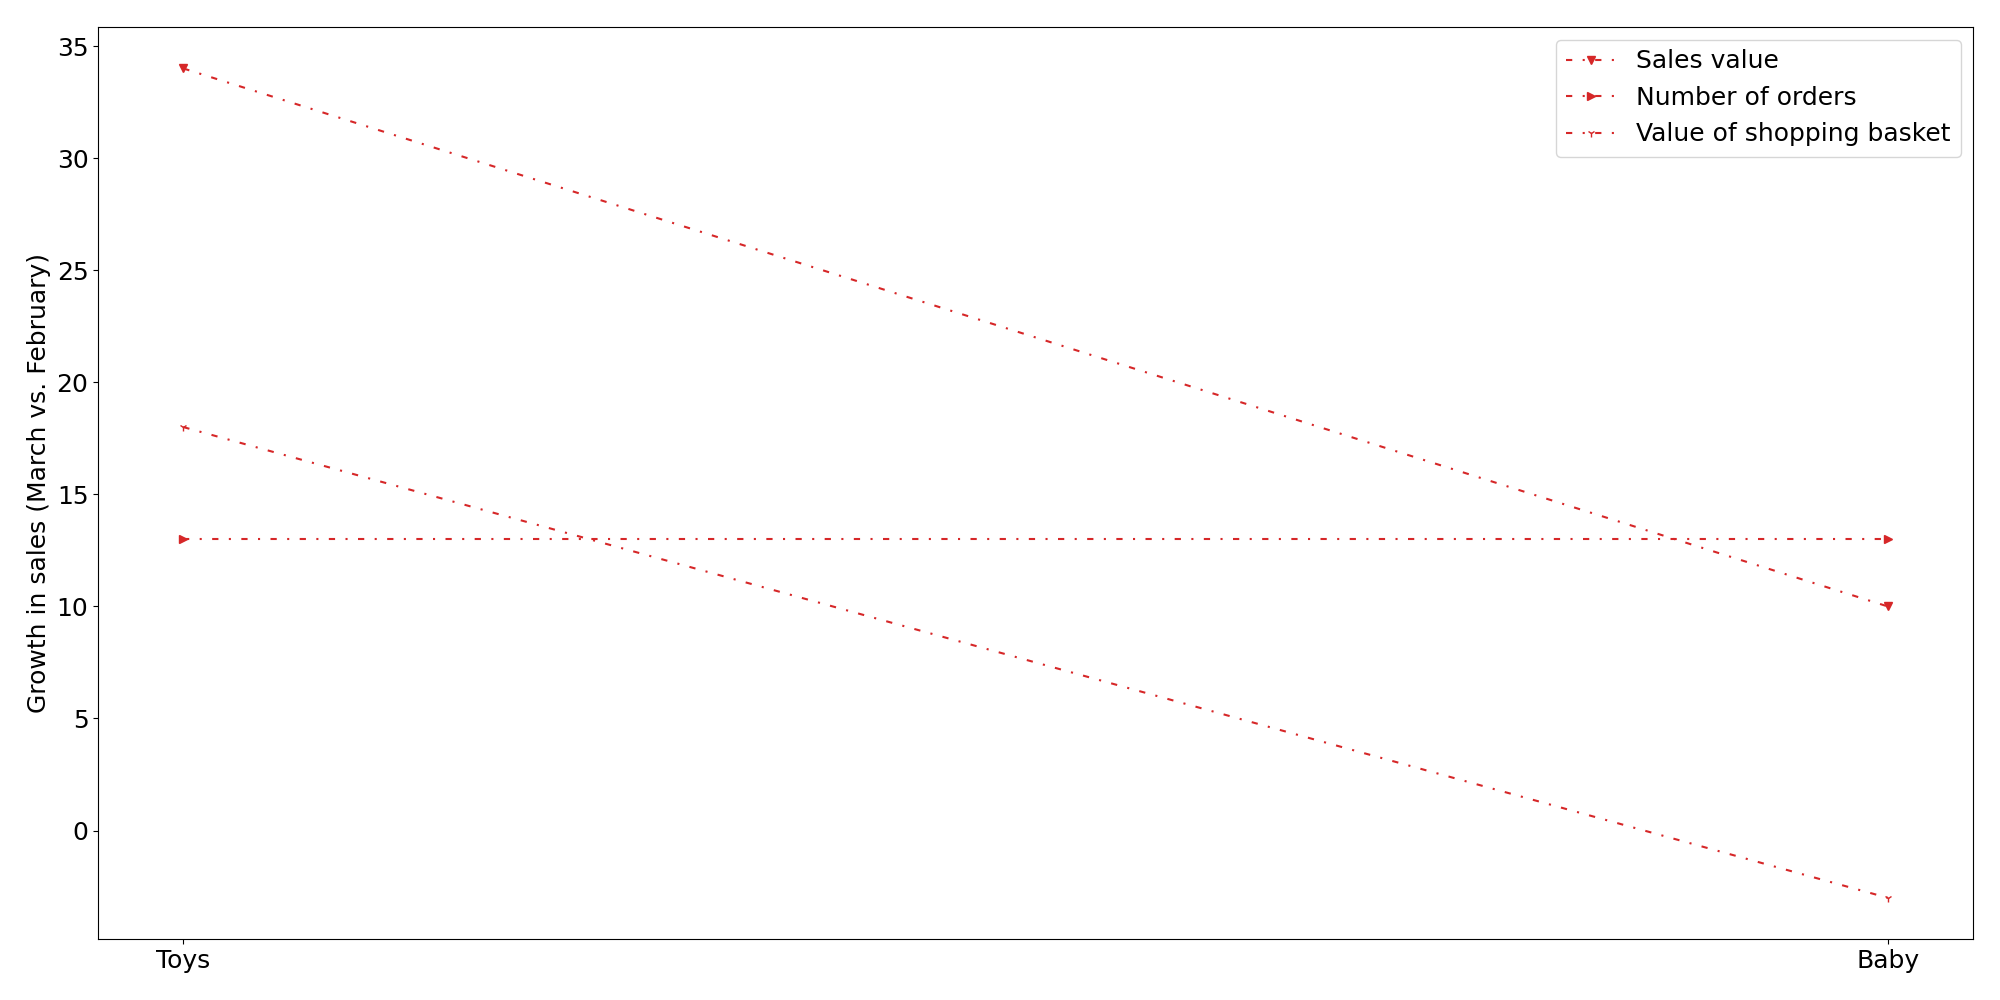 Growth in sales (March vs. February)
35
30
25
20
15
10
5
0
Toys
Baby
Sales value
Number of orders
Value of shopping basket